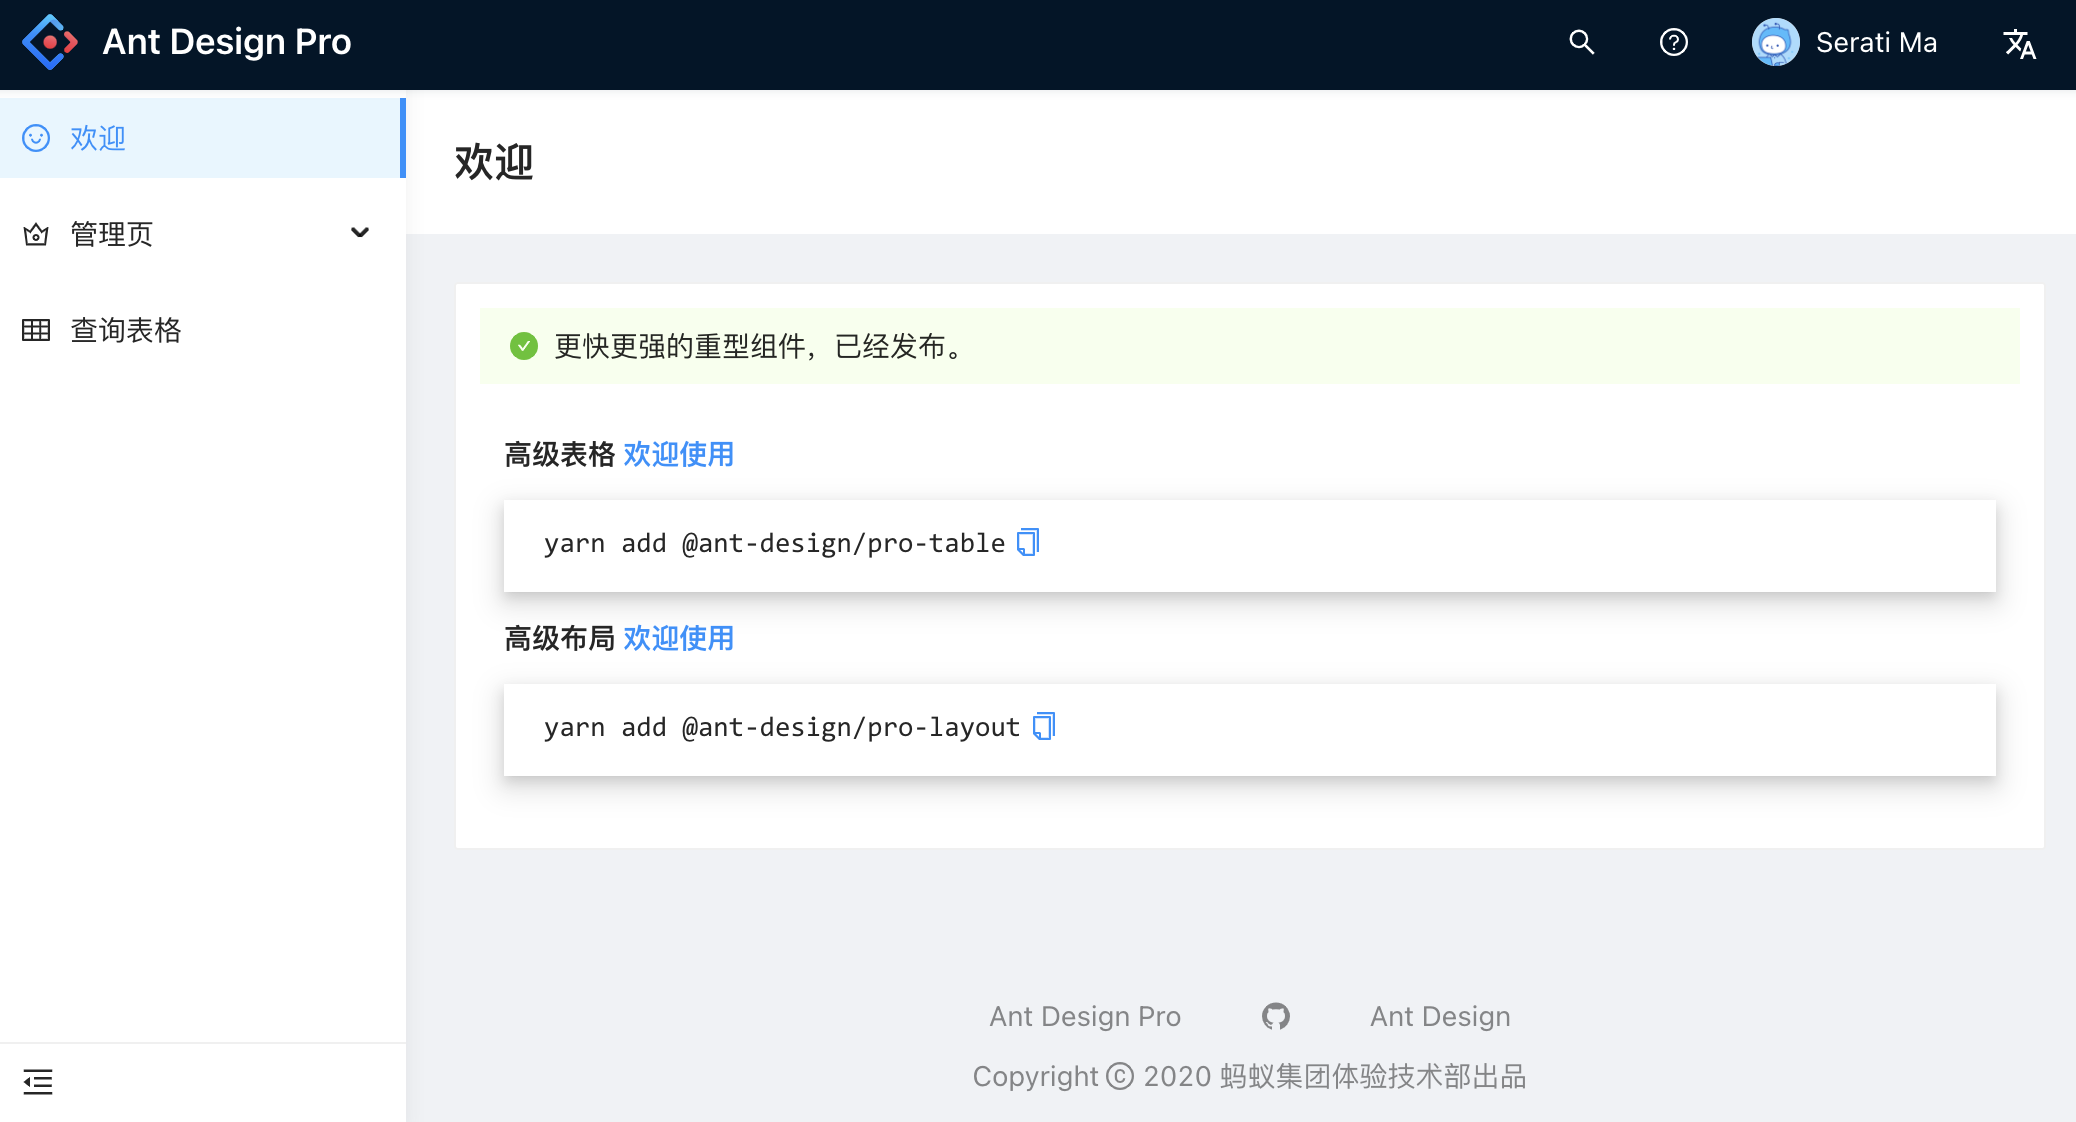 Ant Design Pro
Serati Ma
欢迎
管理页
查询表格
欢迎
更快更强的重型组件，已经发布。
高级表格 欢迎使用
yarn add @ant-design/pro-table
高级布局 欢迎使用
yarn add @ant-design/pro-layout
Ant Design Pro Ant Design
Copyright © 2020 蚂蚁集团体验技术部出品